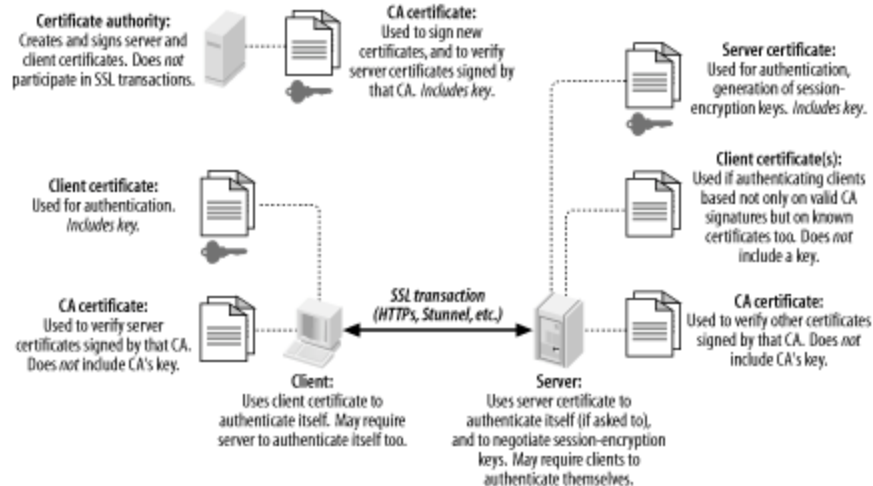 Certificate authority:
Creates and signs server and
client certificates. Does not
participate in SSL transactions.
CA certificate:
Used to sign new
certificates, and to verify
server certificates signed by
that CA. Includes key.
Server certificate:
Used for authentication,
generation of session-
encryption keys. Includes key.
Client certificate:
Used for authentication.
Includes key.
Client certificate(s):
Used if authenticating clients
based not only on valid CA
signatures but on known
certificates too. Does not
include a key.
CA certificate:
Used to verify server
certificates signed by that CA.
Does not include CA's key.
SSL transaction
(HTTPs, Stunnel, etc.)
CA certificate:
Used to verify other certificates
signed by that CA. Does not
include CA's key.
Client:
Uses client certificate to
authenticate itself. May require
server to authenticate itself too.
Server:
Uses server certificate to
authenticate itself (if asked to),
and to negotiate session-encryption
keys. May require clients to
authenticate themselves.